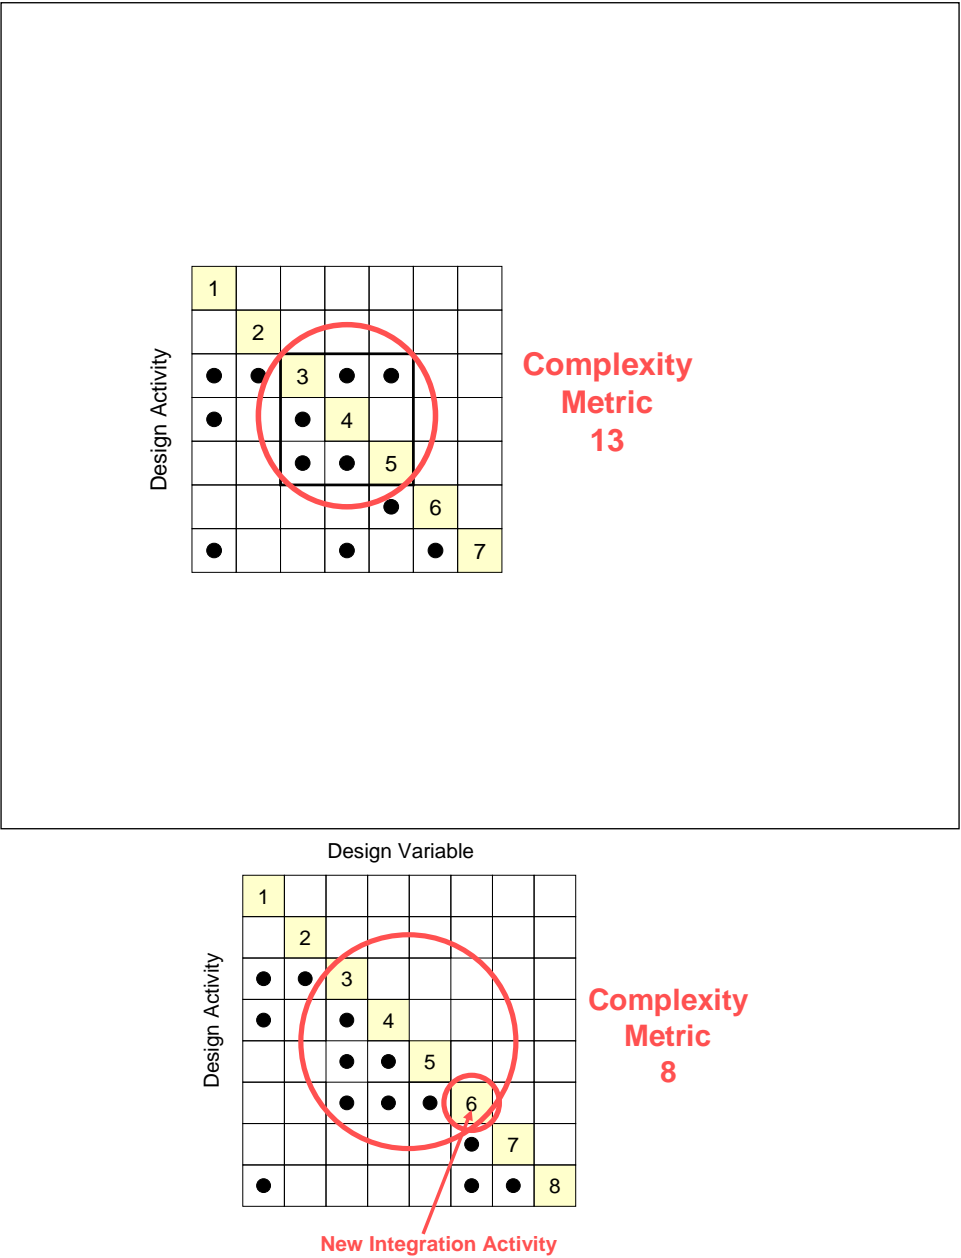 1
2
3
4
5
6
7
Design Activity
Complexity
Metric
13
Design Variable
1
2
3
4
5
6
7
8
Design Activity
Complexity
Metric
8
New Integration Activity